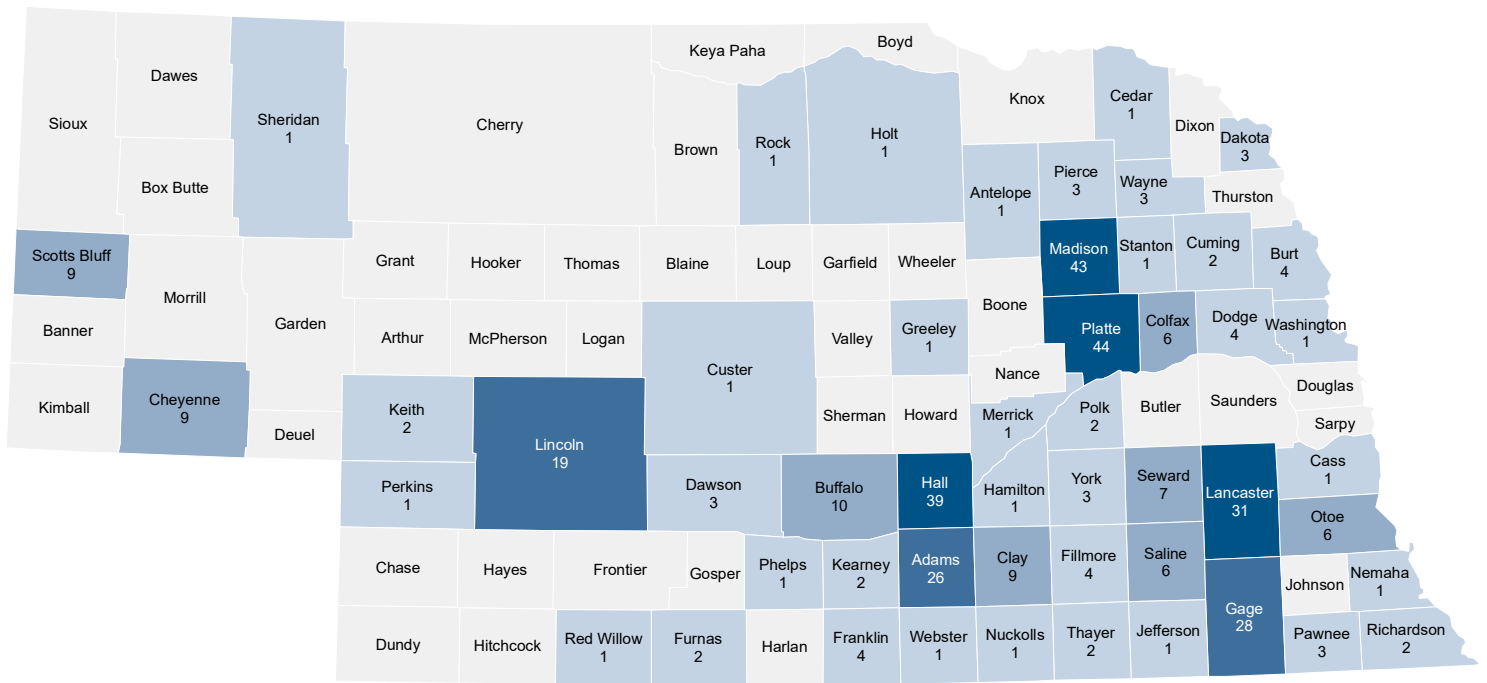 Sioux
Dawes
Box Butte
Sheridan
1
Cherry
Keya Paha
Boyd
Brown
Rock
1
Holt
1
Knox
Cedar
1
Dixon
Dakota
3
Antelope
1
Pierce
3
Wayne
3
Thurston
Scotts Bluff
9
Morrill
Garden
Grant
Hooker
Thomas
Blaine
Loup
Garfield
Wheeler
Madison
43
Stanton
1
Cuming
2
Burt
4
Banner
Arthur
McPherson
Logan
Custer
1
Valley
Greeley
1
Boone
Platte
44
Colfax
6
Dodge
4
Washington
1
Kimball
Cheyenne
9
Deuel
Keith
2
Lincoln
19
Sherman
Howard
Nance
Merrick
1
Polk
2
Butler
Saunders
Douglas
Sarpy
Perkins
1
Dawson
3
Buffalo
10
Hall
39
Hamilton
1
York
3
Seward
7
Lancaster
31
Cass
1
Otoe
6
Chase
Hayes
Frontier
Gosper
Phelps
1
Kearney
2
Adams
26
Clay
9
Fillmore
4
Saline
6
Gage
28
Johnson
Nemaha
1
Dundy
Hitchcock
Red Willow
1
Furnas
2
Harlan
Franklin
4
Webster
1
Nuckolls
1
Thayer
2
Jefferson
1
Pawnee
3
Richardson
2